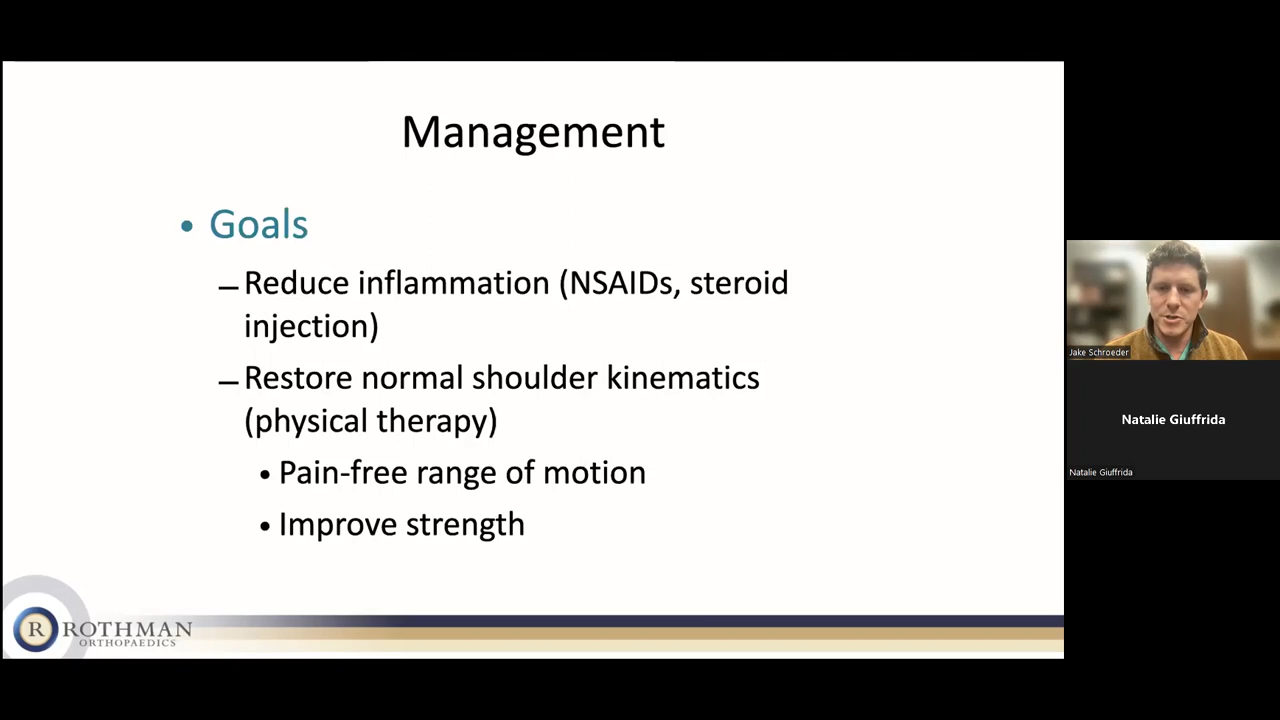 Management
• Goals
– Reduce inflammation (NSAIDs, steroid
injection)
– Restore normal shoulder kinematics
(physical therapy)
• Pain-free range of motion
• Improve strength
R ROTHMAN
ORTHOPAEDICS
Jake Schroeder
Natalie Giuffrida
Natalie Giuffrida